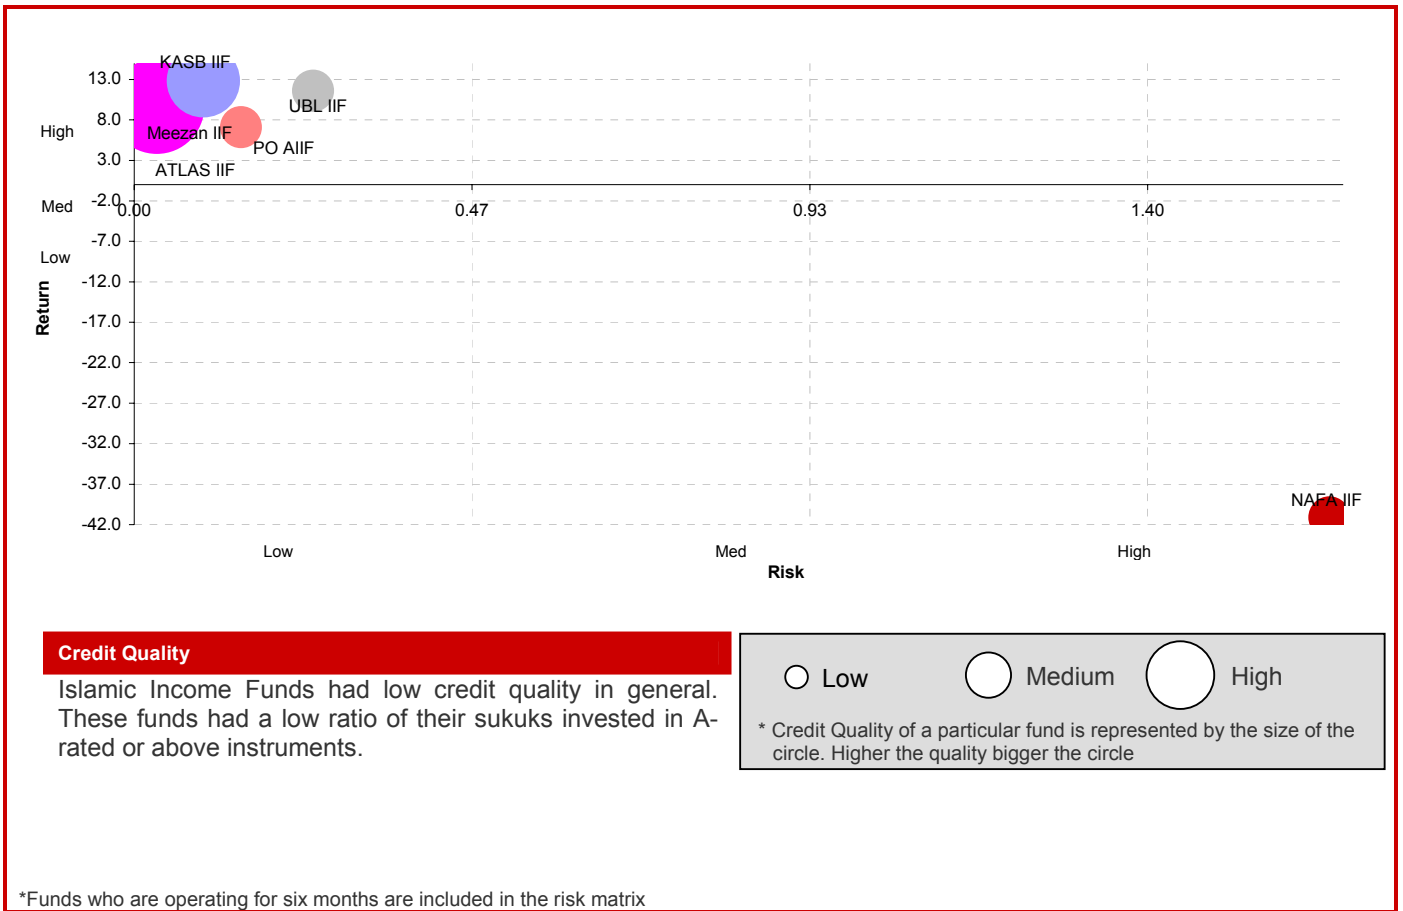 KASB IIF
13.0
UBL IIF
8.0
High
Meezan IIF
PO AIIF
3.0
ATLAS IIF
Med
-2.0
0.00
0.47
0.93
1.40
-7.0
Low
-12.0
Return
-17.0
-22.0
-27.0
-32.0
-37.0
NAFA IIF
-42.0
Low
Med
High
Risk
Credit Quality
Islamic Income Funds had low credit quality in general.
These funds had a low ratio of their sukuks invested in A-
rated or above instruments.
Low
Medium
High
* Credit Quality of a particular fund is represented by the size of the
circle. Higher the quality bigger the circle
*Funds who are operating for six months are included in the risk matrix